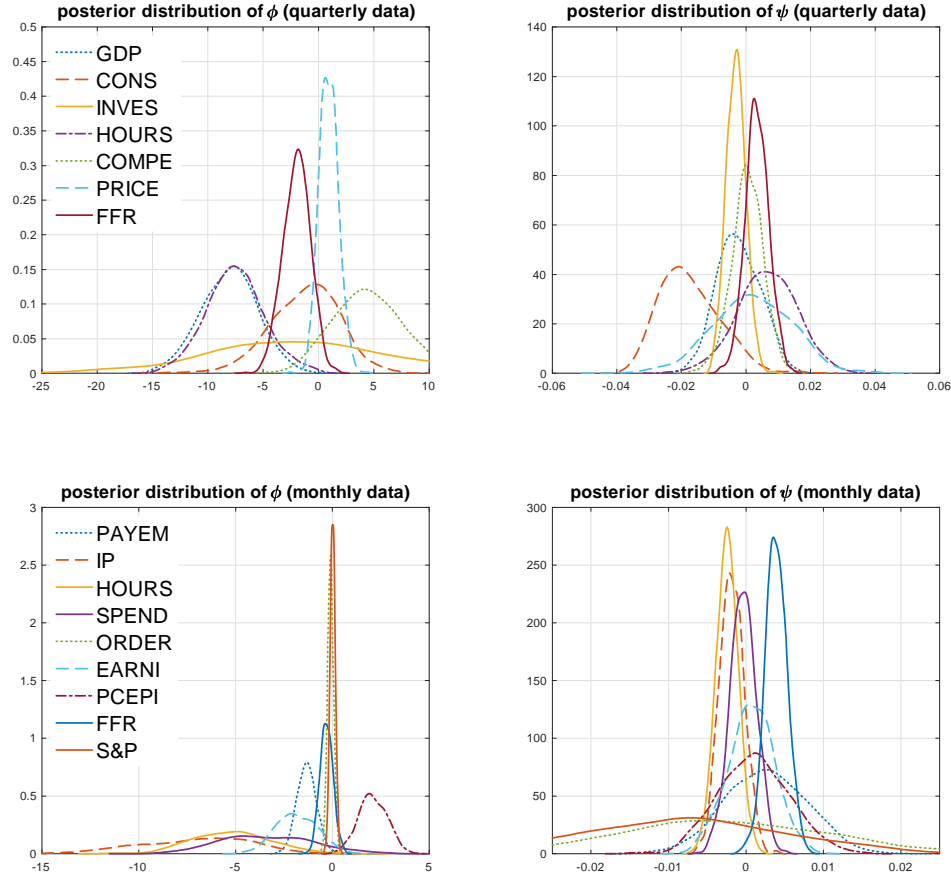 posterior distribution of ϕ (quarterly data)
0.5
0.45
0.4
0.35
0.3
0.25
0.2
0.15
0.1
0.05
0
-25
-20
-15
-10
-5
0
5
10
GDP
CONS
INVES
HOURS
COMPE
PRICE
FFR
posterior distribution of ψ (quarterly data)
140
120
100
80
60
40
20
0
-0.06
-0.04
-0.02
0
0.02
0.04
0.06
posterior distribution of ϕ (monthly data)
3
2.5
2
1.5
1
0.5
0
-15
-10
-5
0
5
PAYEM
IP
HOURS
SPEND
ORDER
EARNI
PCEPI
FFR
S&P
posterior distribution of ψ (monthly data)
300
250
200
150
100
50
0
-0.02
-0.01
0
0.01
0.02